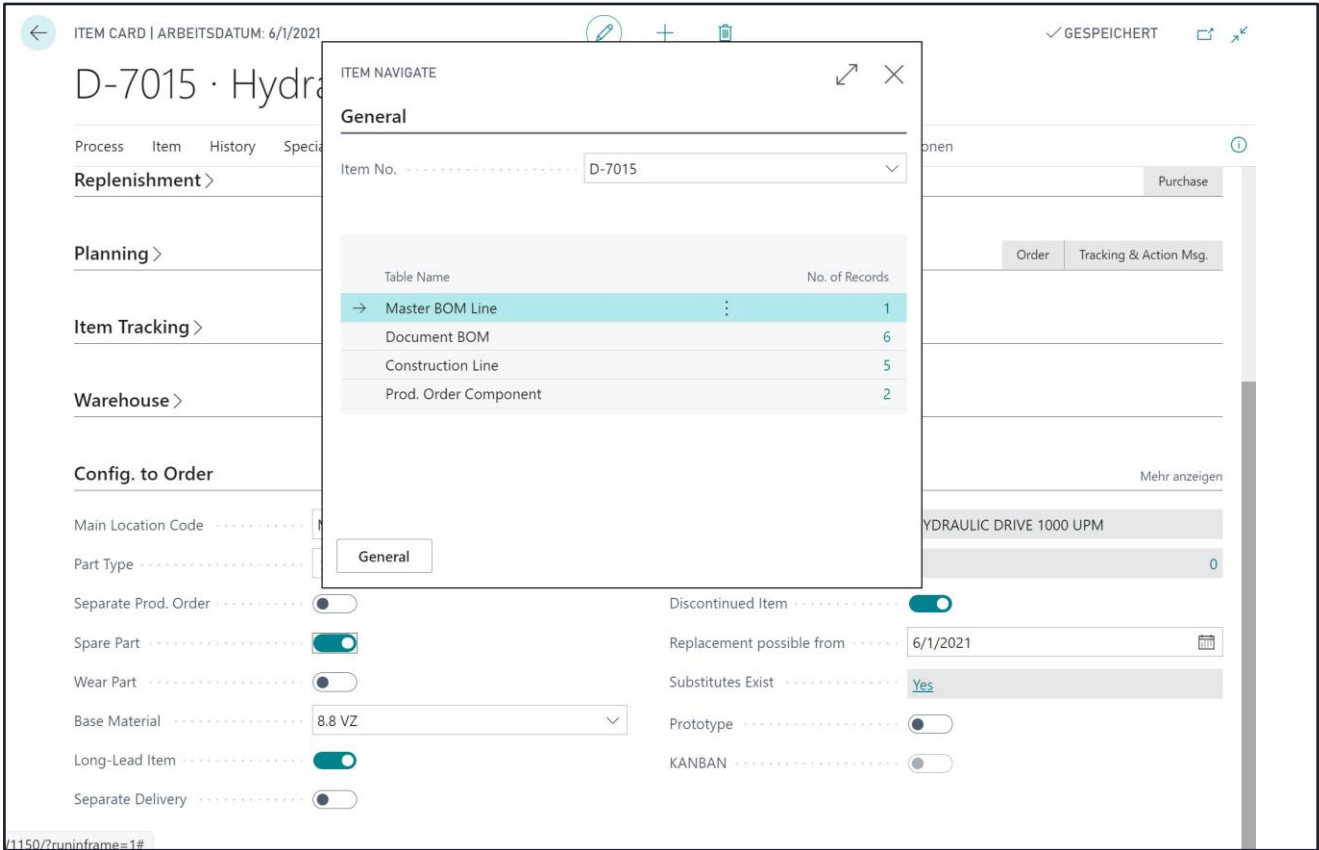 ITEM CARD | ARBEITSDATUM: 6/1/2021
GESPEICHERT
D-7015 · Hydra
Process Item History Specia
onen
ITEM NAVIGATE
General
Item No. D-7015
Table Name No. of Records
Master BOM Line 1
Document BOM 6
Construction Line 5
Prod. Order Component 2
General
Replenishment
Purchase
Planning
Order Tracking & Action Msg.
Item Tracking
Warehouse
Config. to Order
Mehr anzeigen
Main Location Code
YDRAULIC DRIVE 1000 UPM
Part Type
0
Separate Prod. Order
Discontinued Item
Spare Part
Replacement possible from 6/1/2021
Wear Part
Substitutes Exist Yes
Base Material 8.8 VZ
Prototype
Long-Lead Item
KANBAN
Separate Delivery
/1150/?runinframe=1#